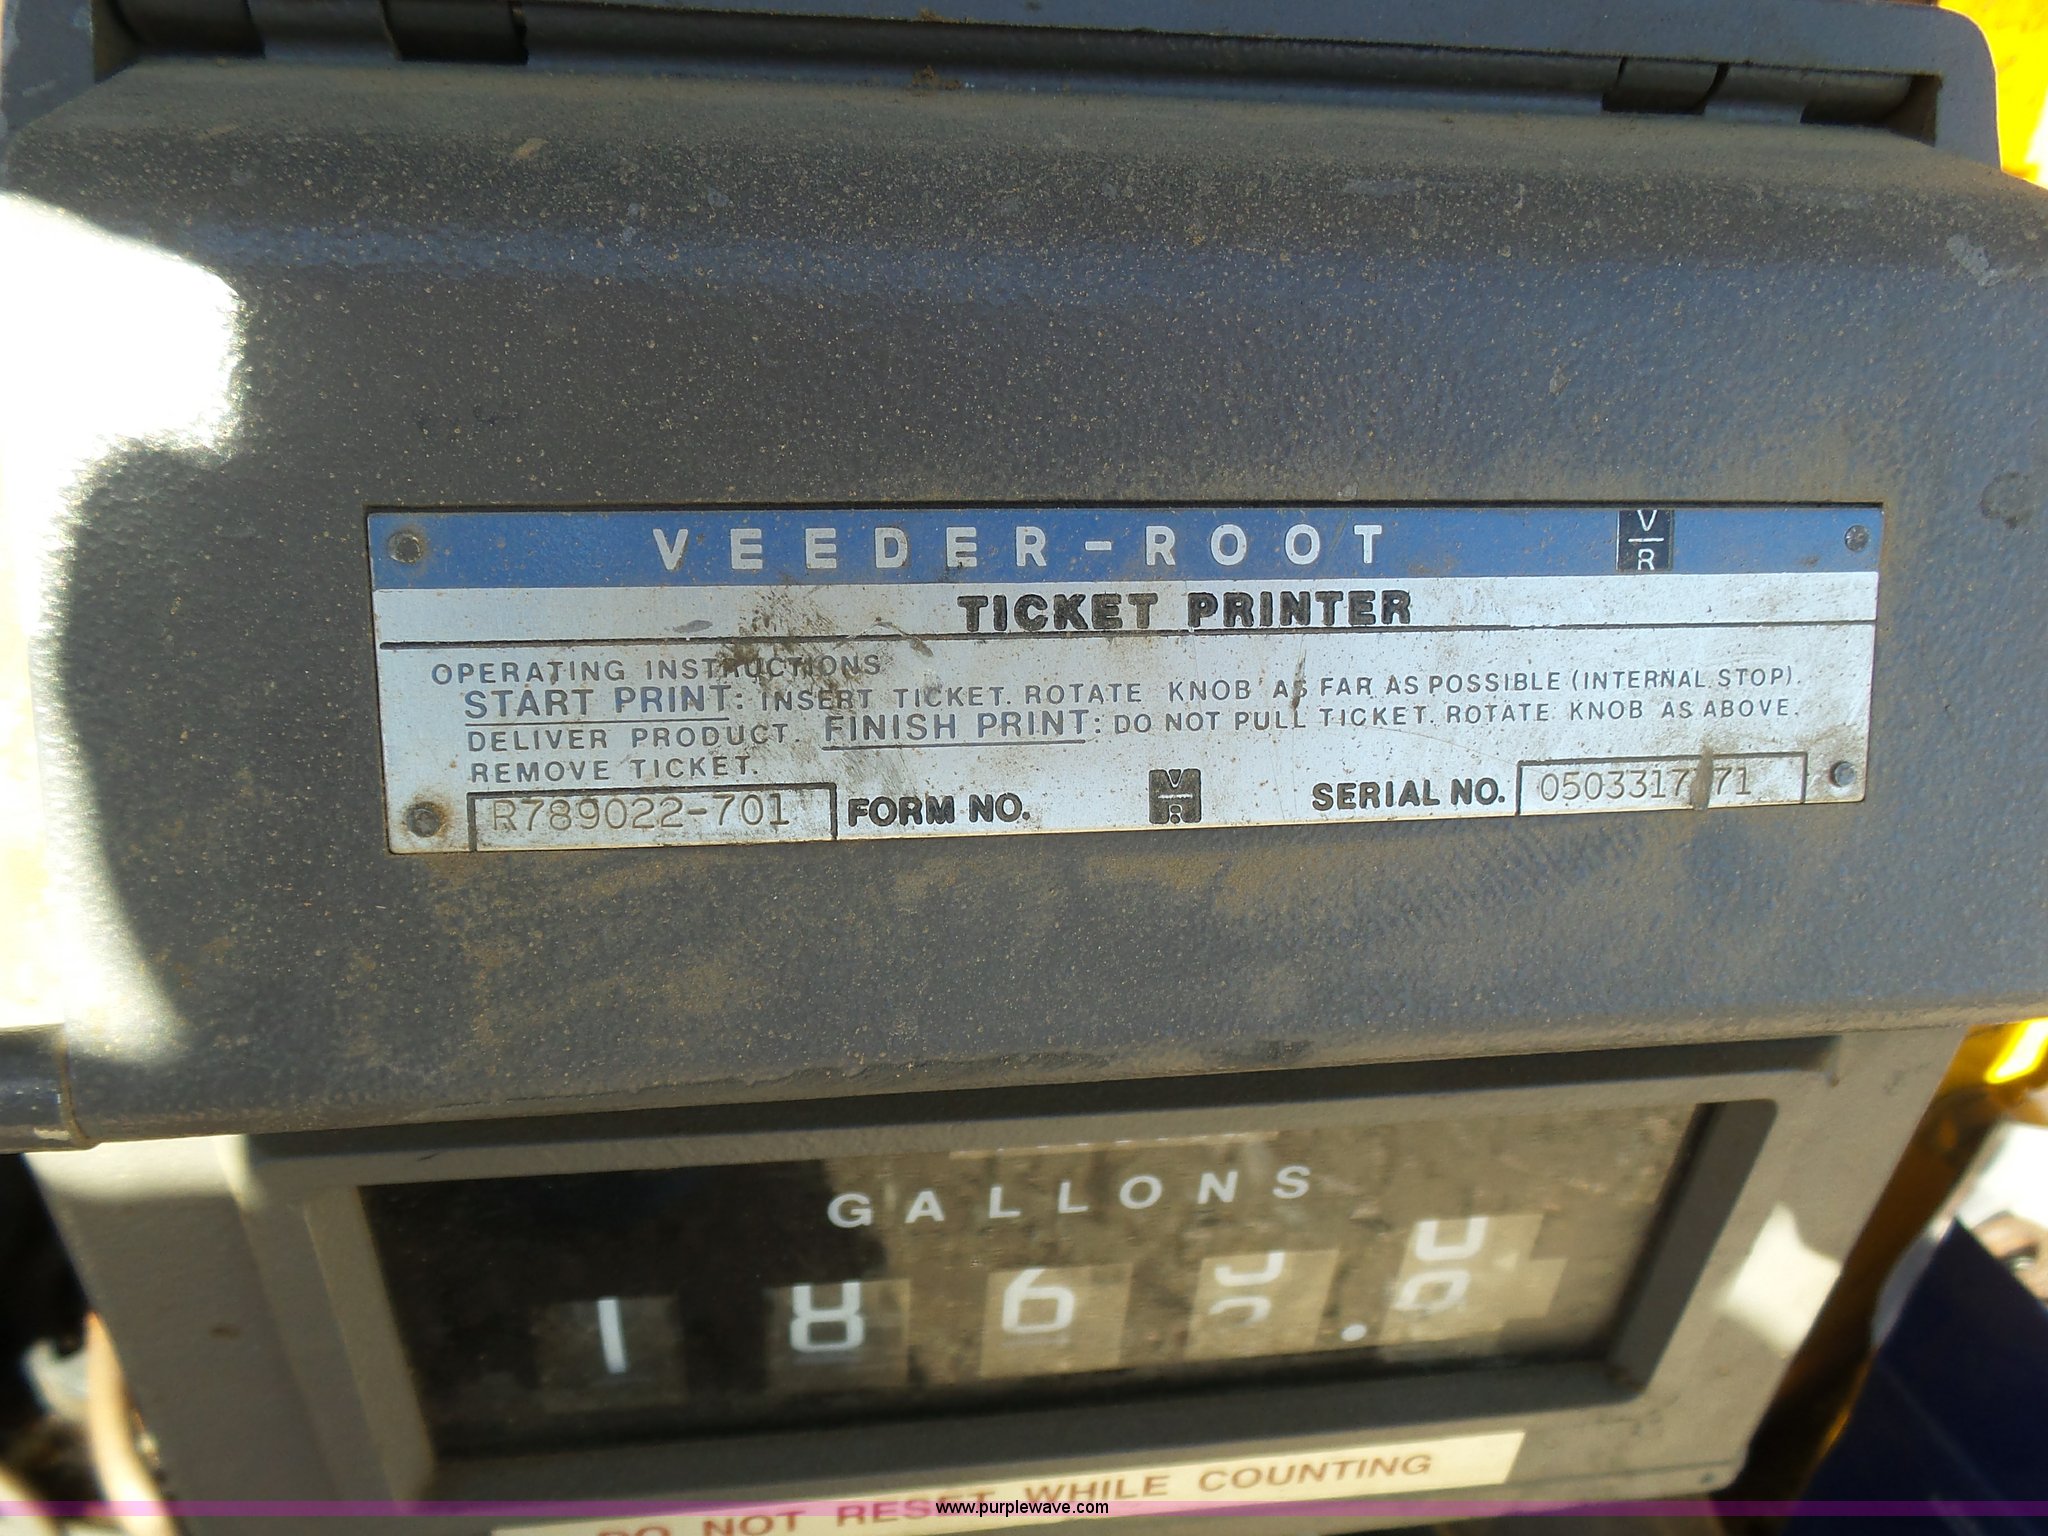 VEEDER-ROOT V/R
TICKET PRINTER
OPERATING INSTRUCTIONS
START PRINT: INSERT TICKET. ROTATE KNOB AS FAR AS POSSIBLE (INTERNAL STOP).
DELIVER PRODUCT. FINISH PRINT: DO NOT PULL TICKET. ROTATE KNOB AS ABOVE.
REMOVE TICKET.
R789022-701 FORM NO. V/R SERIAL NO.
GALLONS
186
DO NOT RESET WHILE COUNTING
www.purplewave.com